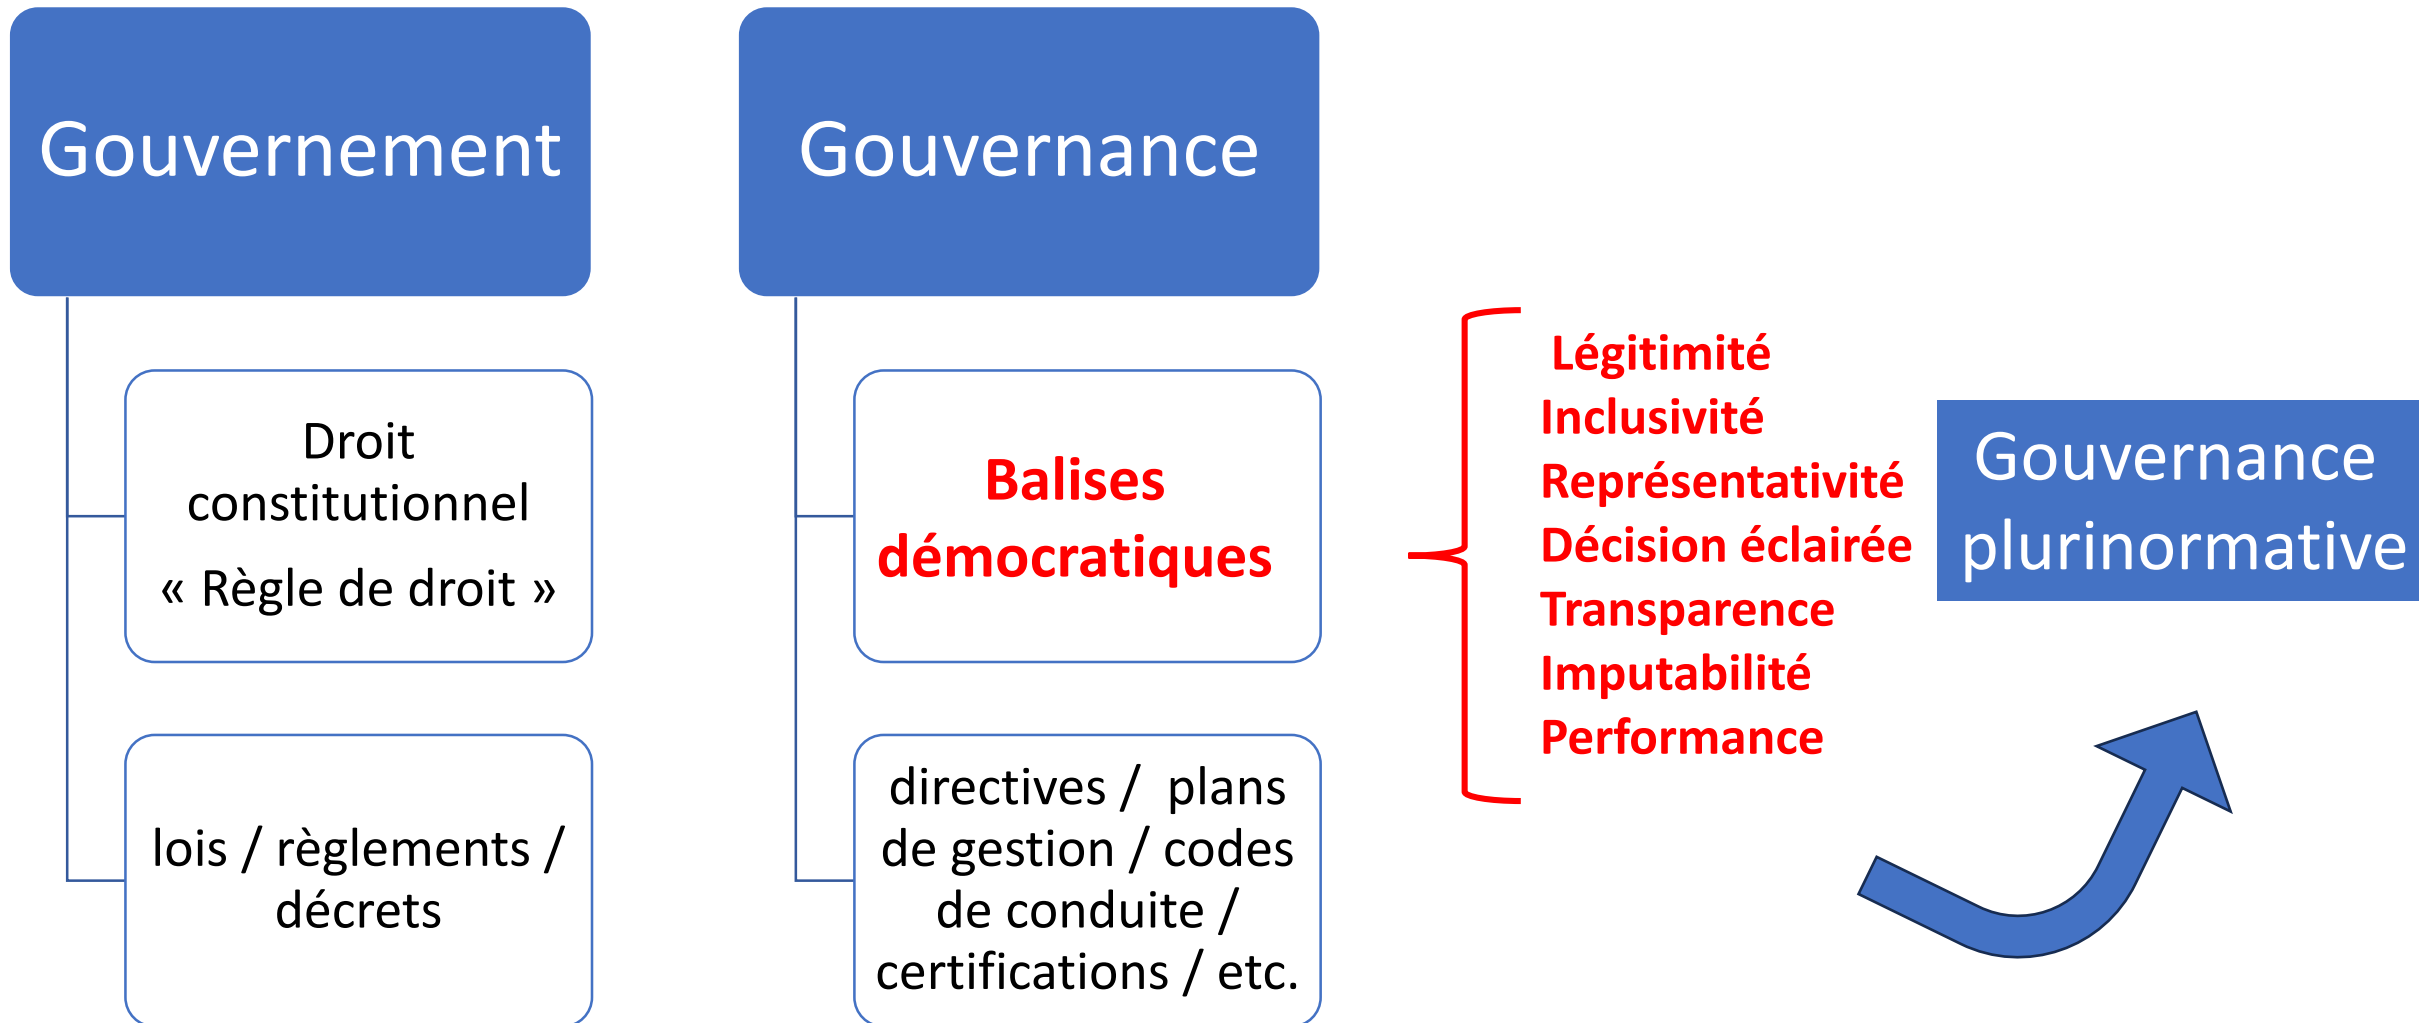 Gouvernement
Droit
constitutionnel
« Règle de droit »
lois / règlements /
décrets
Gouvernance
Balises
démocratiques
directives / plans
de gestion / codes
de conduite /
certifications / etc.
Légitimité
Inclusivité
Représentativité
Décision éclairée
Transparence
Imputabilité
Performance
Gouvernance
plurinormative